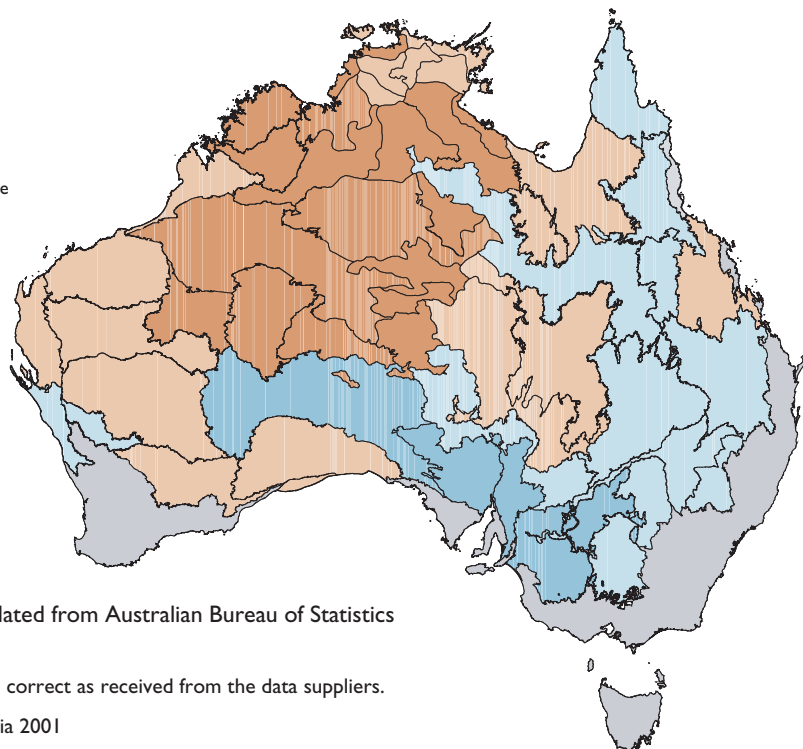 e
lated from Australian Bureau of Statistics
correct as received from the data suppliers.
ia 2001